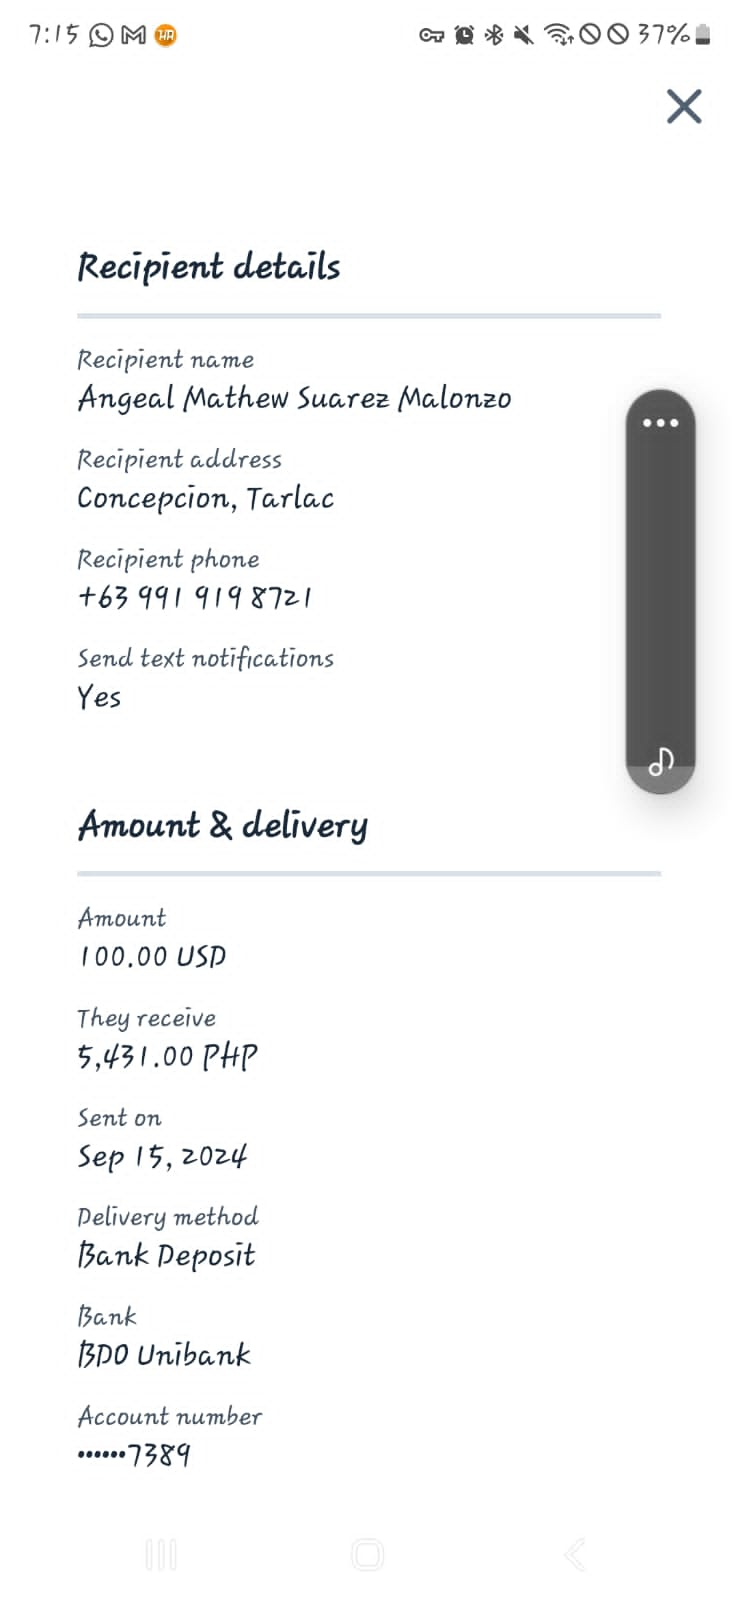 7:15 HR 37%
Recipient details
Recipient name
Angeal Mathew Suarez Malonzo
Recipient address
Concepcion, Tarlac
Recipient phone
+63 991 919 8721
Send text notifications
Yes
Amount & delivery
Amount
100.00 USD
They receive
5,431.00 PHP
Sent on
Sep 15, 2024
Delivery method
Bank Deposit
Bank
BDO Unibank
Account number
••••••7389